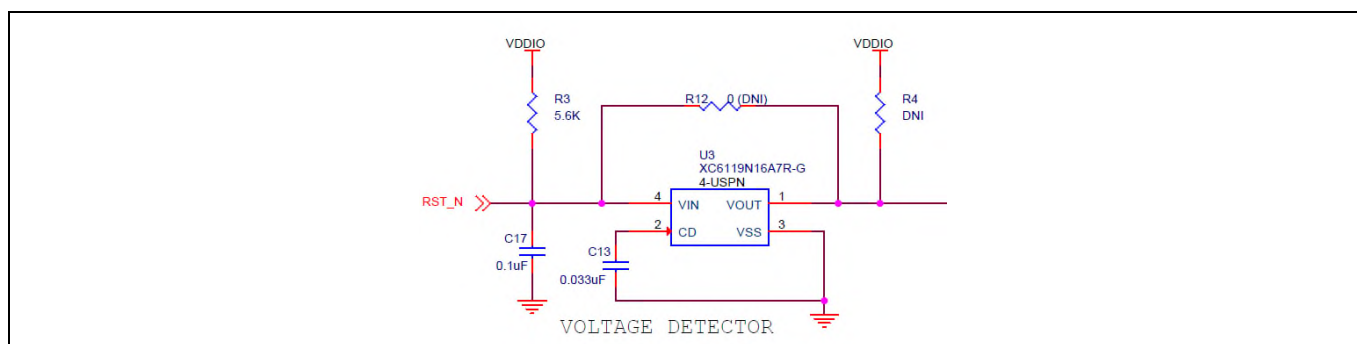 VDDIO
VDDIO
R3
5.6K
R12 0 (DNI)
R4
DNI
U3
XC6119N16A7R-G
4-USPN
RST_N
4
VIN
VOUT
1
2
CD
VSS
3
C17
0.1uF
C13
0.033uF
VOLTAGE DETECTOR